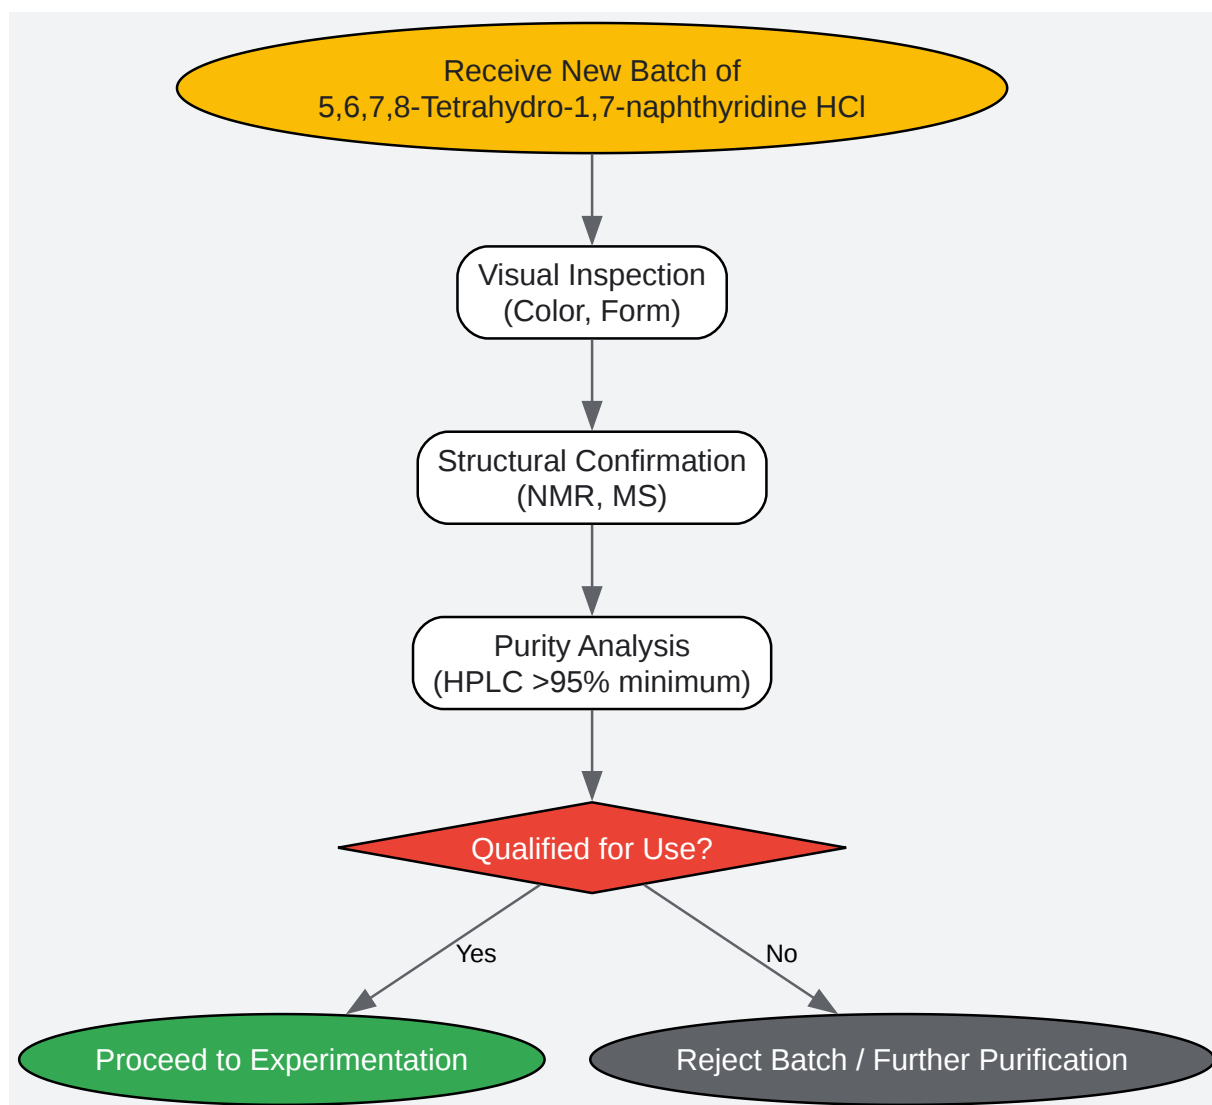 Receive New Batch of
5,6,7,8-Tetrahydro-1,7-naphthyridine HCl
Visual Inspection
(Color, Form)
Structural Confirmation
(NMR, MS)
Purity Analysis
(HPLC >95% minimum)
Qualified for Use?
Yes
No
Proceed to Experimentation
Reject Batch / Further Purification